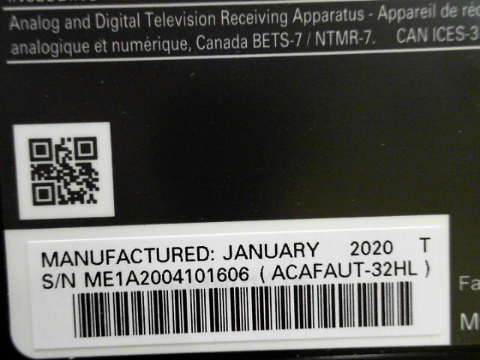 Analog and Digital Television Receiving Apparatus - Appareil de
analogique et numérique, Canada BETS-7 / NTMR-7. CAN ICES-3
MANUFACTURED: JANUARY 2020 T
S/N ME1A2004101606 ( ACAFAUT-32HL )